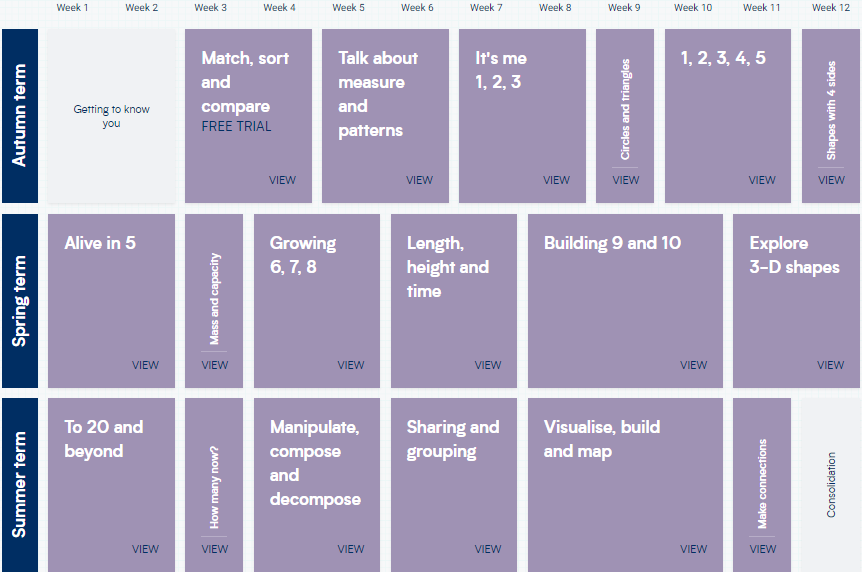 Week 1 Week 2 Week 3 Week 4 Week 5 Week 6 Week 7 Week 8 Week 9 Week 10 Week 11 Week 12
Autumn term
Getting to know
you
Match, sort
and
compare
FREE TRIAL
VIEW
Talk about
measure
and
patterns
VIEW
It's me
1, 2, 3
VIEW
Circles and triangles
VIEW
1, 2, 3, 4, 5
VIEW
Shapes with 4 sides
VIEW
Spring term
Alive in 5
VIEW
Mass and capacity
VIEW
Growing
6, 7, 8
VIEW
Length,
height and
time
VIEW
Building 9 and 10
VIEW
Explore
3-D shapes
VIEW
Summer term
To 20 and
beyond
VIEW
How many now?
VIEW
Manipulate,
compose
and
decompose
VIEW
Sharing and
grouping
VIEW
Visualise, build
and map
VIEW
Make connections
VIEW
Consolidation